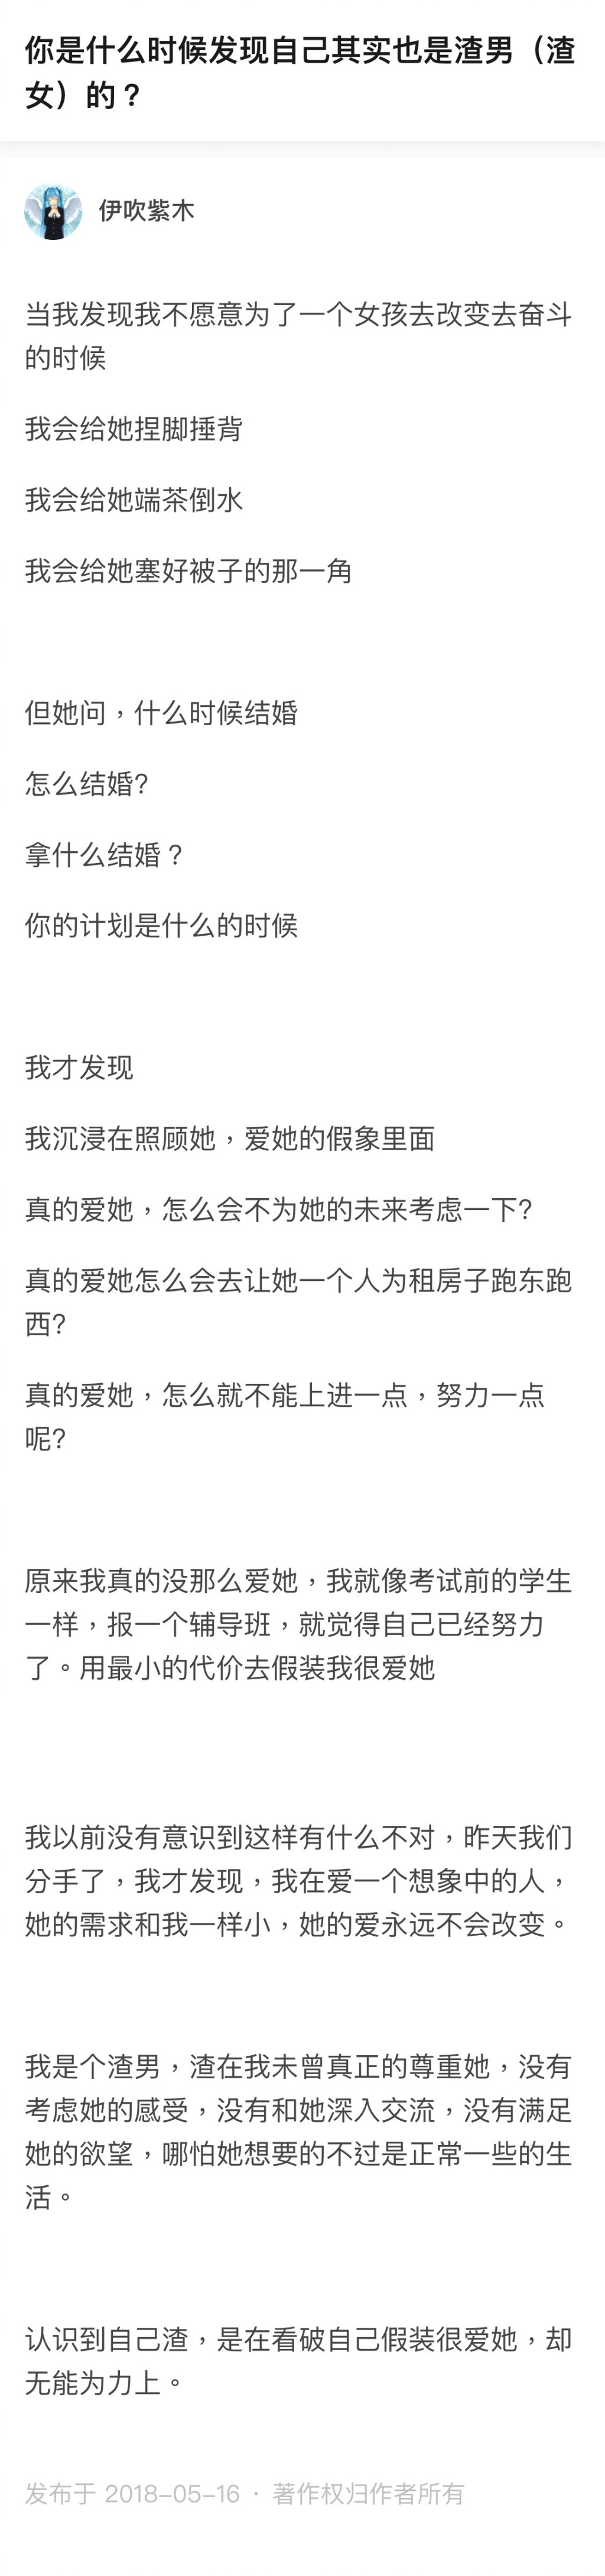 你是什么时候发现自己其实也是渣男（渣
女）的？
伊吹紫木
当我发现我不愿意为了一个女孩去改变去奋斗
的时候
我会给她捏脚捶背
我会给她端茶倒水
我会给她塞好被子的那一角
但她问，什么时候结婚
怎么结婚?
拿什么结婚？
你的计划是什么的时候
我才发现
我沉浸在照顾她，爱她的假象里面
真的爱她，怎么会不为她的未来考虑一下?
真的爱她怎么会去让她一个人为租房子跑东跑
西?
真的爱她，怎么就不能上进一点，努力一点
呢?
原来我真的没那么爱她，我就像考试前的学生
一样，报一个辅导班，就觉得自己已经努力
了。用最小的代价去假装我很爱她
我以前没有意识到这样有什么不对，昨天我们
分手了，我才发现，我在爱一个想象中的人，
她的需求和我一样小，她的爱永远不会改变。
我是个渣男，渣在我未曾真正的尊重她，没有
考虑她的感受，没有和她深入交流，没有满足
她的欲望，哪怕她想要的不过是正常一些的生
活。
认识到自己渣，是在看破自己假装很爱她，却
无能为力上。
发布于 2018-05-16 · 著作权归作者所有